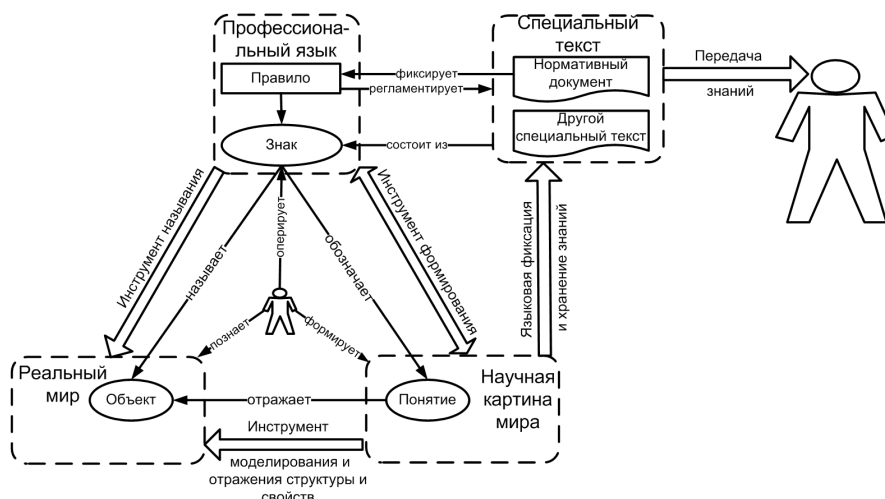 Профессиона-
льный язык
Правило
Знак
фиксирует
регламентирует
состоит из
Специальный
текст
Нормативный
документ
Другой
специальный текст
Передача
знаний
Инструмент называния
называет
оперирует
обозначает
Инструмент формирования
Языковая фиксация
и хранение знаний
познает
формирует
Реальный
мир
Объект
отражает
Понятие
Научная
картина
мира
Инструмент
моделирования и
отражения структуры и
свойств